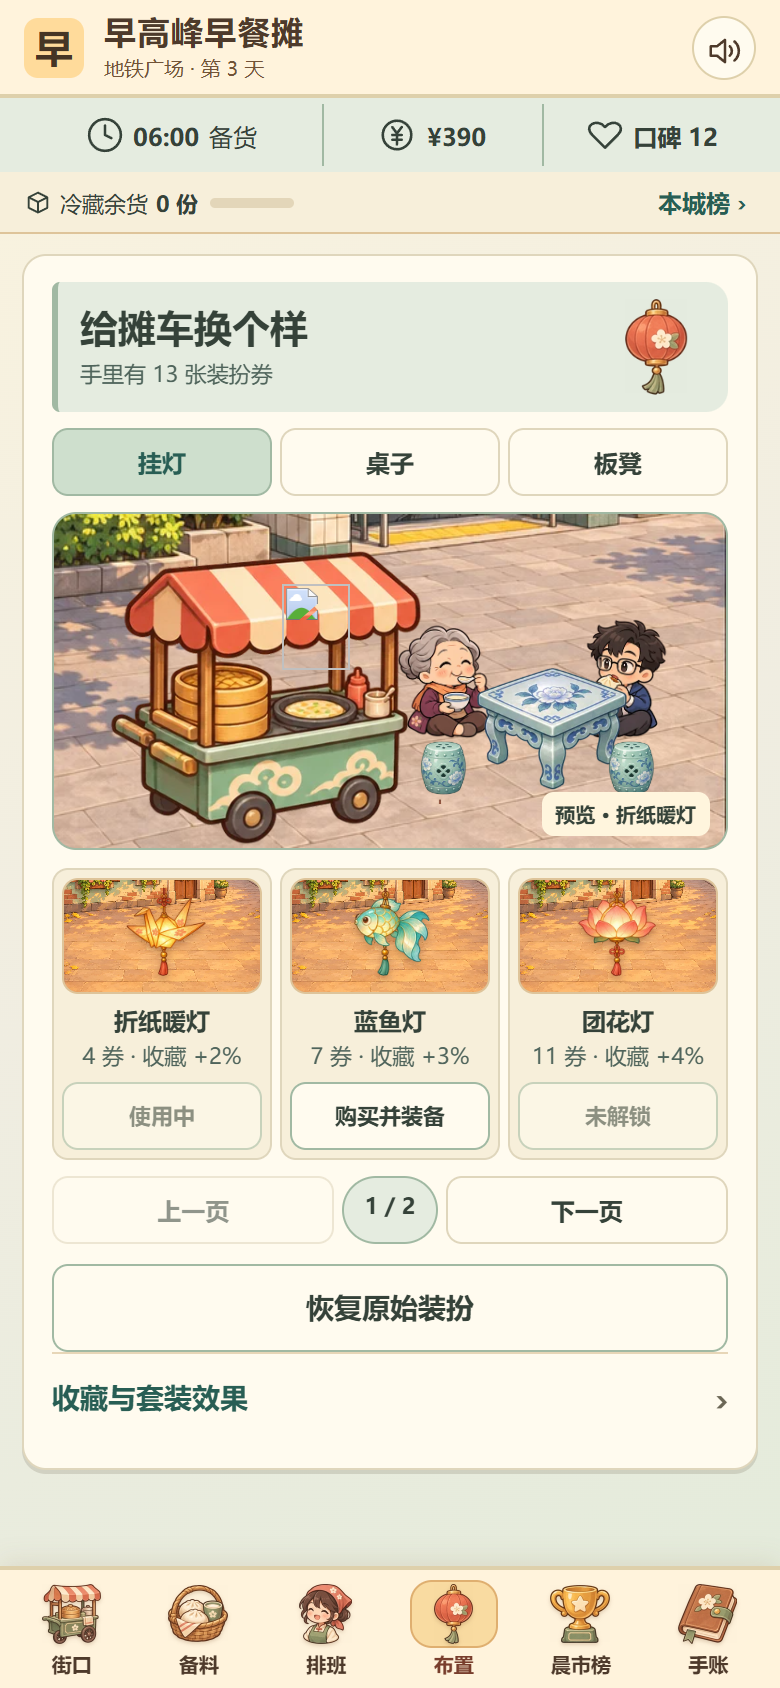 早
早高峰早餐摊
地铁广场 · 第 3 天
06:00 备货
¥390
口碑 12
冷藏余货 0 份
本城榜 ›
给摊车换个样
手里有 13 张装扮券
挂灯
桌子
板凳
预览 · 折纸暖灯
折纸暖灯
4 券 · 收藏 +2%
使用中
蓝鱼灯
7 券 · 收藏 +3%
购买并装备
团花灯
11 券 · 收藏 +4%
未解锁
上一页
1 / 2
下一页
恢复原始装扮
收藏与套装效果 ›
街口
备料
排班
布置
晨市榜
手账